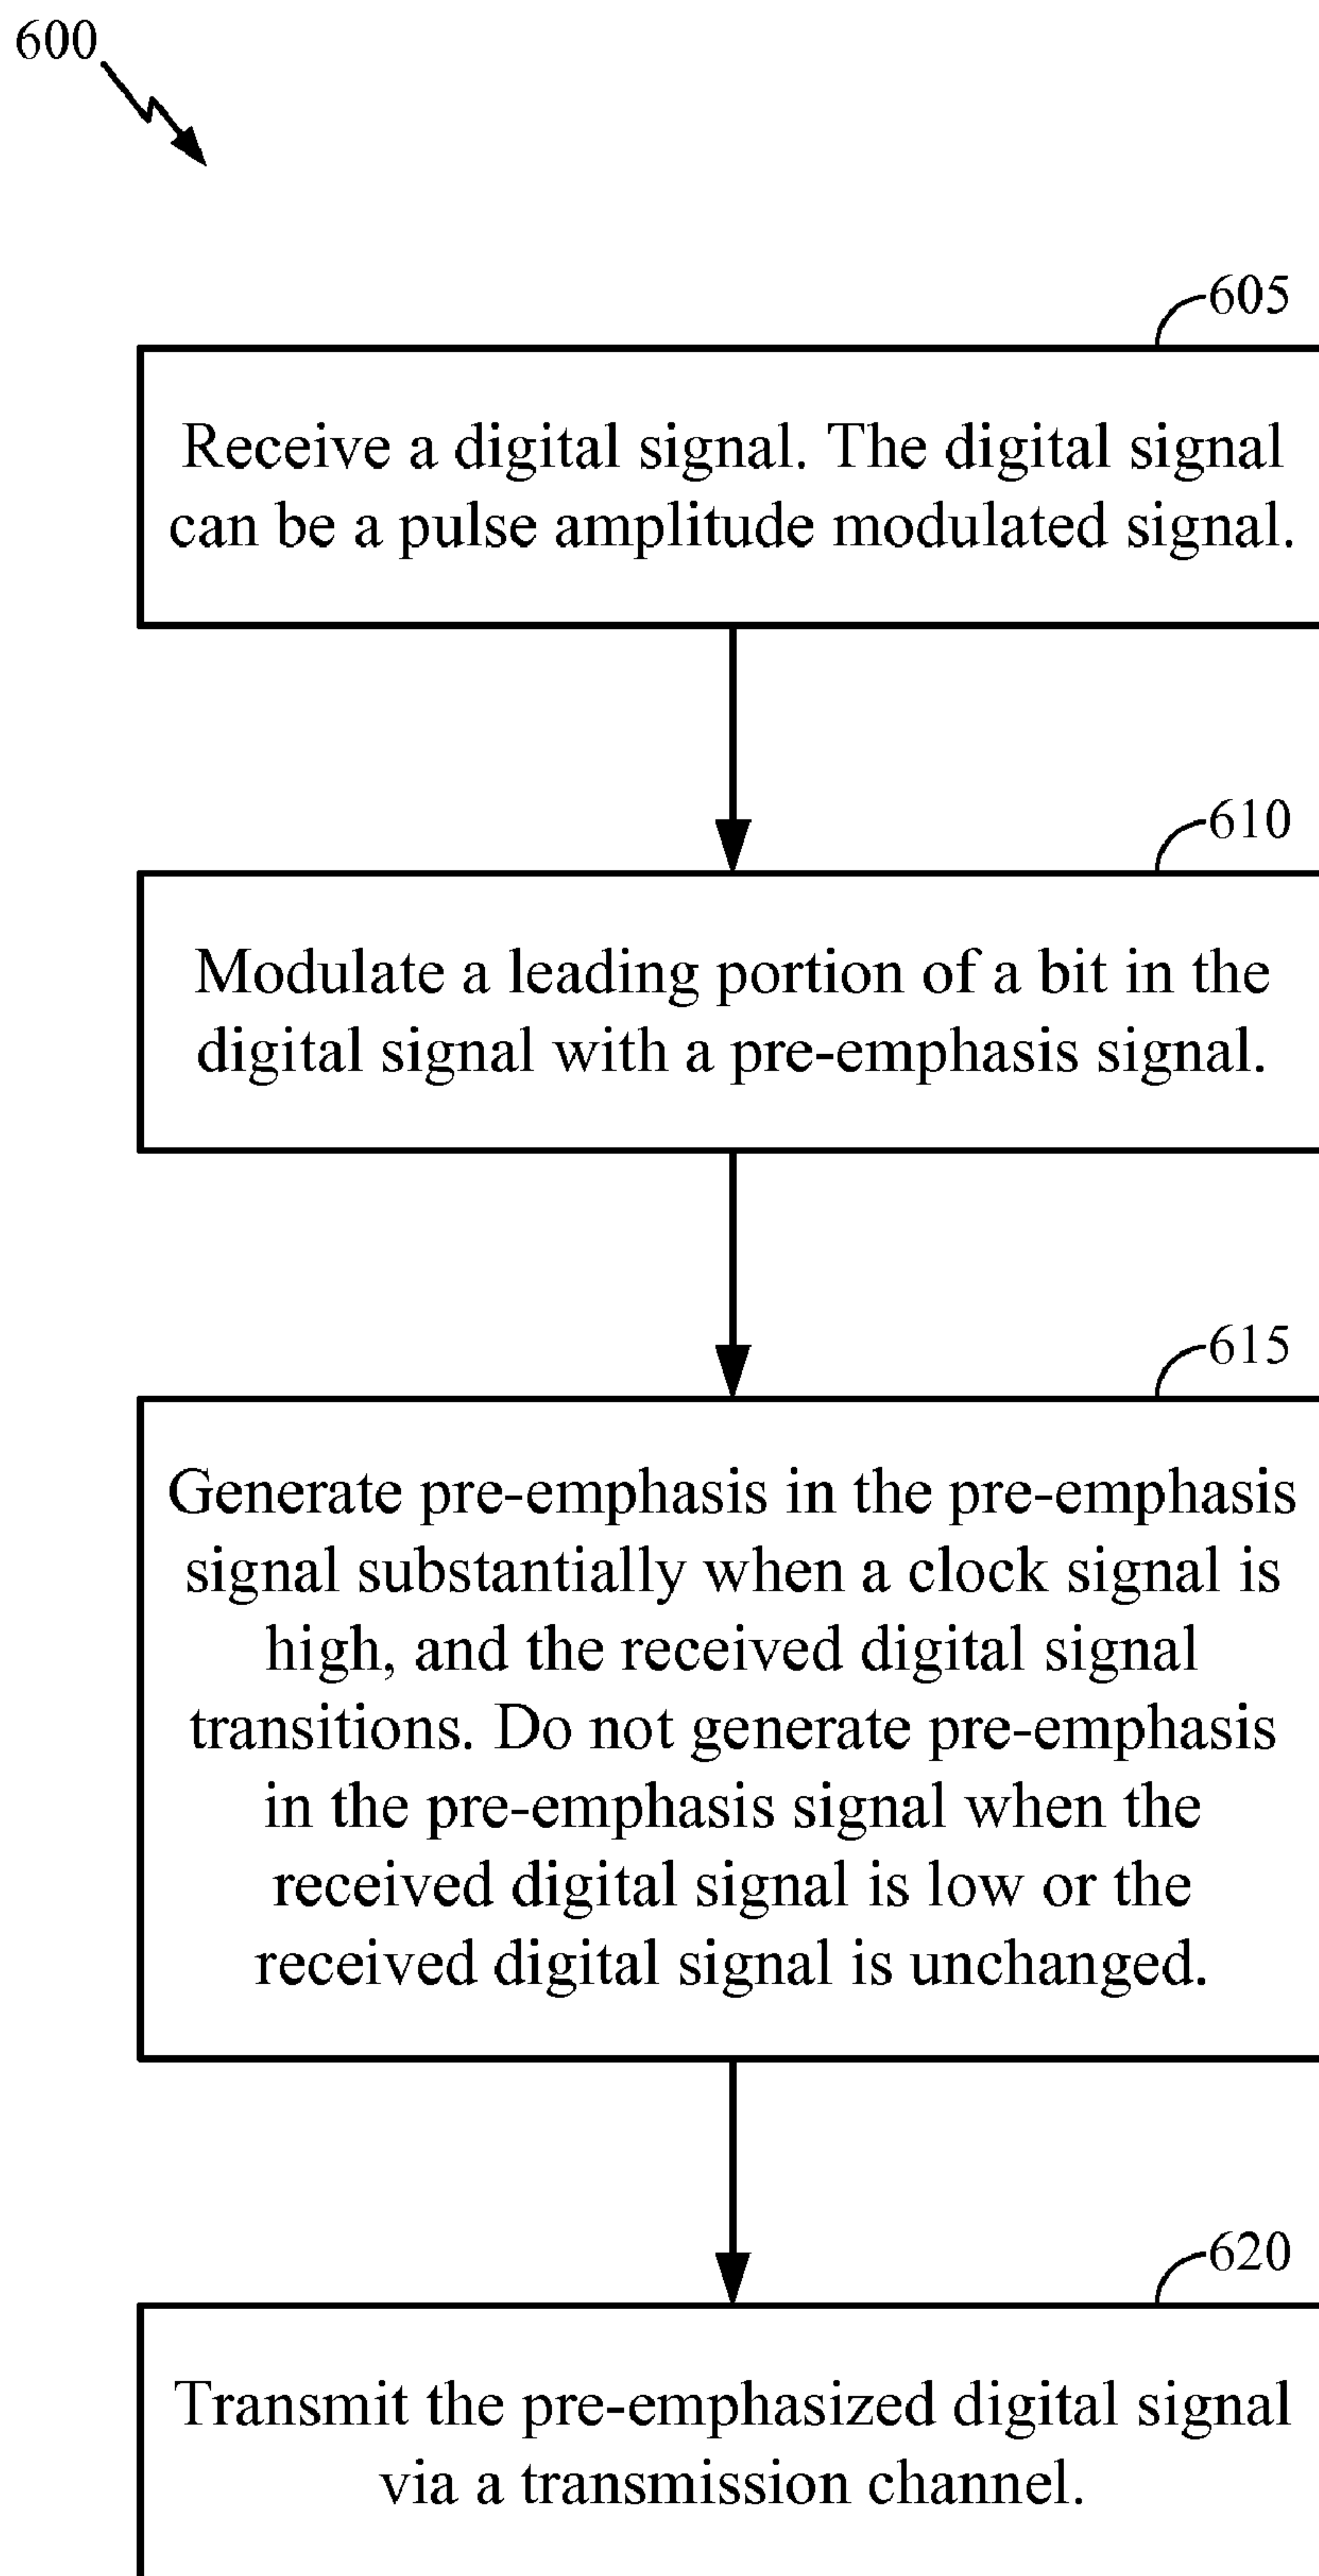 600
605
Receive a digital signal. The digital signal
can be a pulse amplitude modulated signal.
610
Modulate a leading portion of a bit in the
digital signal with a pre-emphasis signal.
615
Generate pre-emphasis in the pre-emphasis
signal substantially when a clock signal is
high, and the received digital signal
transitions. Do not generate pre-emphasis
in the pre-emphasis signal when the
received digital signal is low or the
received digital signal is unchanged.
620
Transmit the pre-emphasized digital signal
via a transmission channel.